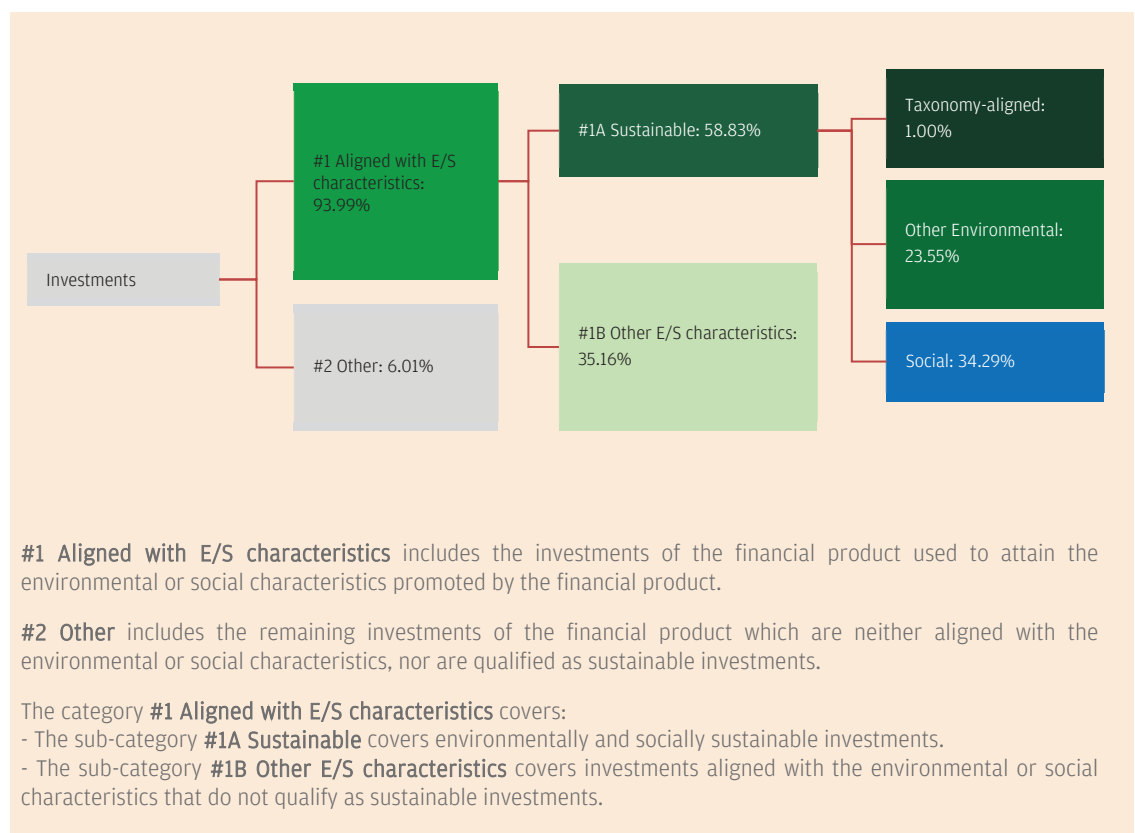 Investments
#1 Aligned with E/S
characteristics:
93.99%
#2 Other: 6.01%
#1A Sustainable: 58.83%
#1B Other E/S characteristics:
35.16%
Taxonomy-aligned:
1.00%
Other Environmental:
23.55%
Social: 34.29%
#1 Aligned with E/S characteristics includes the investments of the financial product used to attain the
environmental or social characteristics promoted by the financial product.
#2 Other includes the remaining investments of the financial product which are neither aligned with the
environmental or social characteristics, nor are qualified as sustainable investments.
The category #1 Aligned with E/S characteristics covers:
- The sub-category #1A Sustainable covers environmentally and socially sustainable investments.
- The sub-category #1B Other E/S characteristics covers investments aligned with the environmental or social
characteristics that do not qualify as sustainable investments.